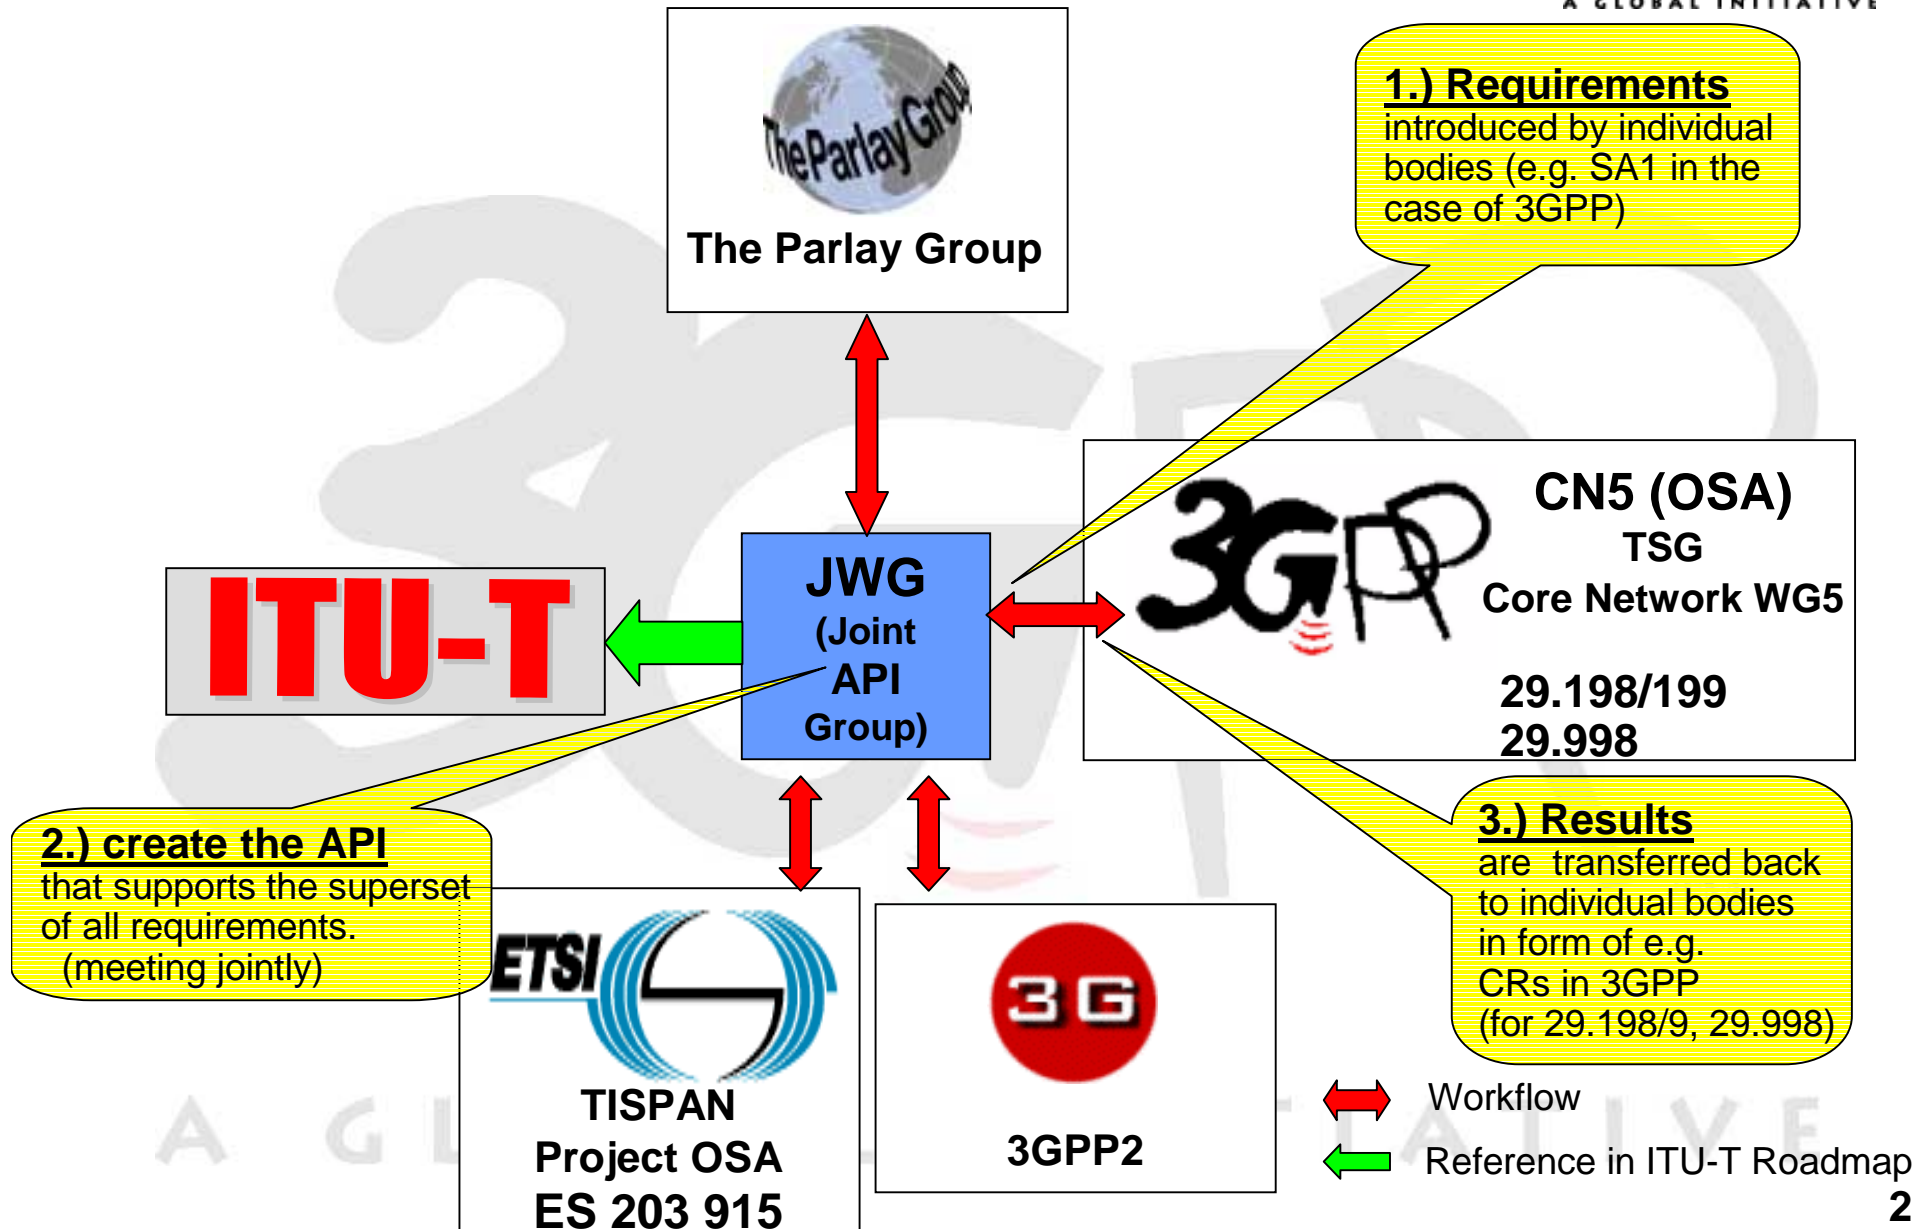 A GLOBAL INITIATIVE
The Parlay Group
The Parlay Group
1.) Requirements
introduced by individual
bodies (e.g. SA1 in the
case of 3GPP)
3GPP
CN5 (OSA)
TSG
Core Network WG5
29.198/199
29.998
ITU-T
JWG
(Joint
API
Group)
2.) create the API
that supports the superset
of all requirements.
(meeting jointly)
3.) Results
are transferred back
to individual bodies
in form of e.g.
CRs in 3GPP
(for 29.198/9, 29.998)
ETSI
TISPAN
Project OSA
ES 203 915
3G
3GPP2
Workflow
Reference in ITU-T Roadmap
2